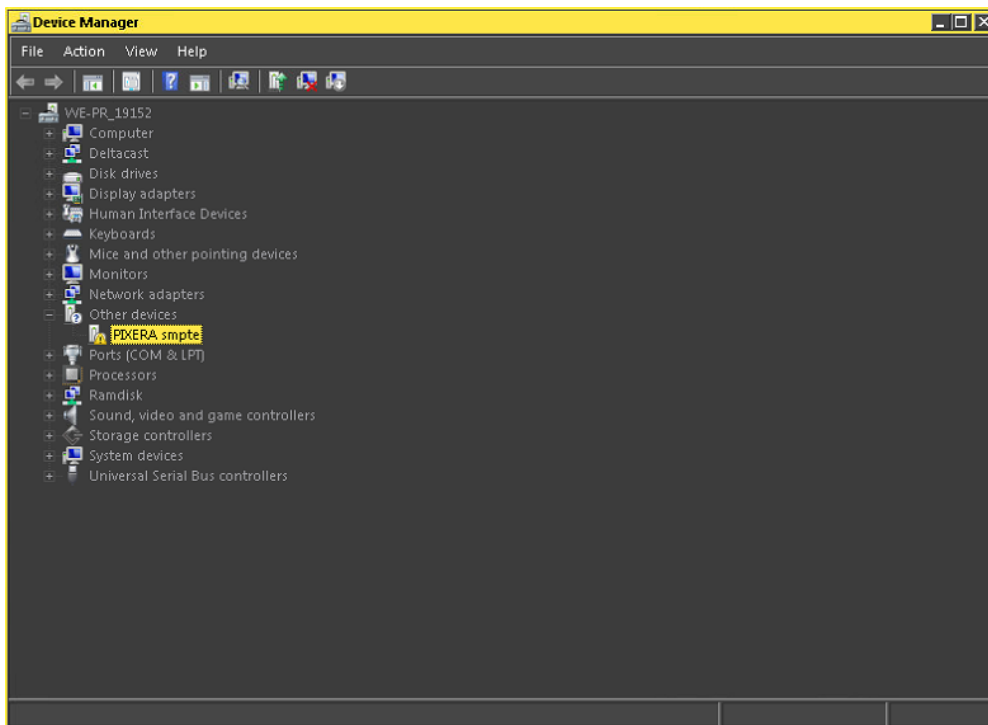 Device Manager
File Action View Help
WE-PR_19152
Computer
Deltacast
Disk drives
Display adapters
Human Interface Devices
Keyboards
Mice and other pointing devices
Monitors
Network adapters
Other devices
PIXERA smpte
Ports (COM & LPT)
Processors
Ramdisk
Sound, video and game controllers
Storage controllers
System devices
Universal Serial Bus controllers